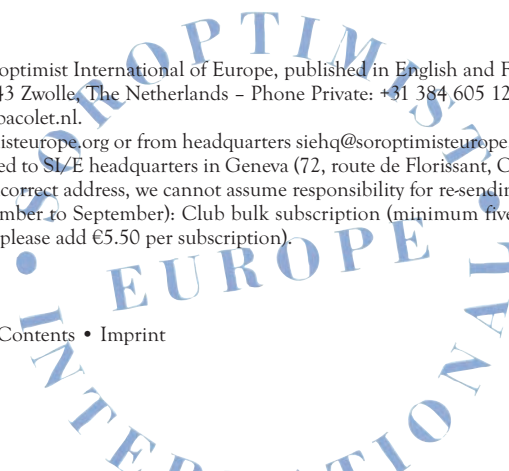 optimist International of Europe, published in English and F
43 Zwolle, The Netherlands – Phone Private: +31 384 605 12
pacolet.nl.
isteurope.org or from headquarters siehq@soroptimisteurope
ed to SI/E headquarters in Geneva (72, route de Florissant, C
correct address, we cannot assume responsibility for re-sendin
mber to September): Club bulk subscription (minimum five
please add €5.50 per subscription).
Contents • Imprint
SOROPTIMIST
EUROPE
INTERNATIONAL